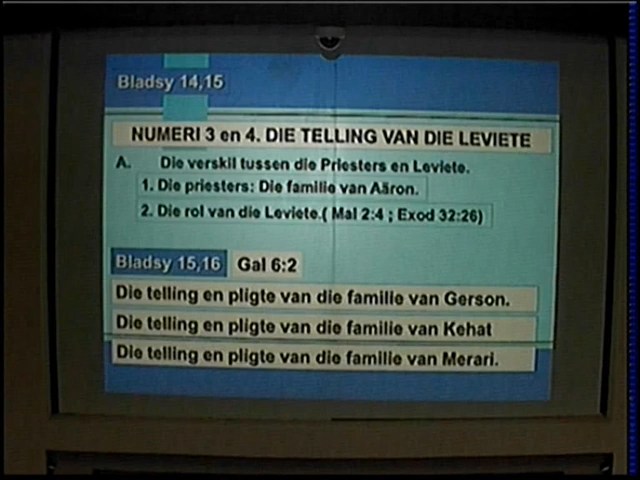 Bladsy 14,15
NUMERI 3 en 4. DIE TELLING VAN DIE LEVIETE
A. Die verskil tussen die Priesters en Leviete.
1. Die priesters: Die familie van Aäron.
2. Die rol van die Leviete.( Mal 2:4 ; Exod 32:26)
Bladsy 15,16 Gal 6:2
Die telling en pligte van die familie van Gerson.
Die telling en pligte van die familie van Kehat
Die telling en pligte van die familie van Merari.